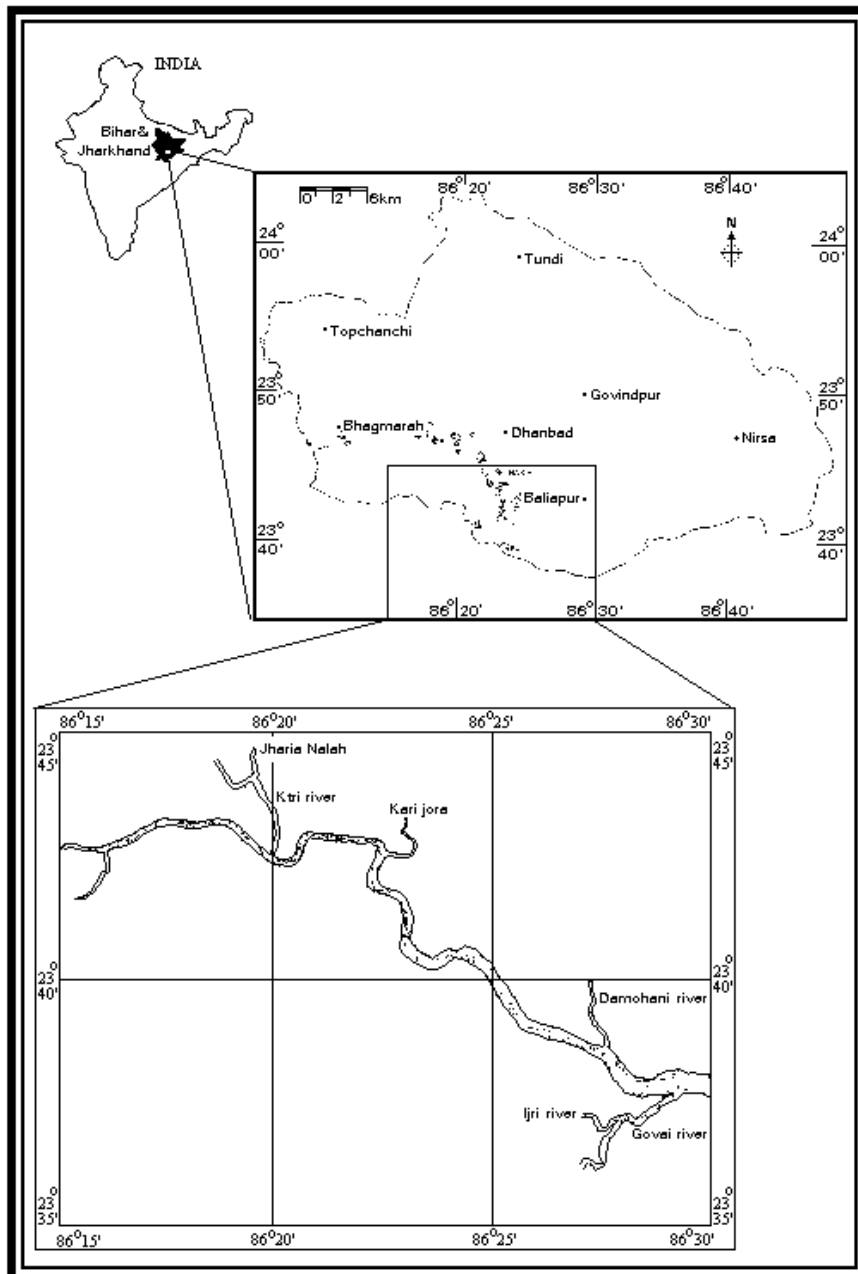 INDIA
Bihar&
Jharkhand
0 2 6km
86°20' 86°30' 86°40'
N
24°
00'
24°
00'
Tundi
Topchanchi
23°
50'
23°
50'
Govindpur
Bhagmarah
Dhanbad
Nirsa
Baliapur
23°
40'
23°
40'
86°20' 86°30' 86°40'
86°15' 86°20' 86°25' 86°30'
23°
45'
23°
45'
Jharia Nalah
Ktri river
Kari jora
23°
40'
23°
40'
Damohani river
Ijri river
Govai river
23°
35'
23°
35'
86°15' 86°20' 86°25' 86°30'